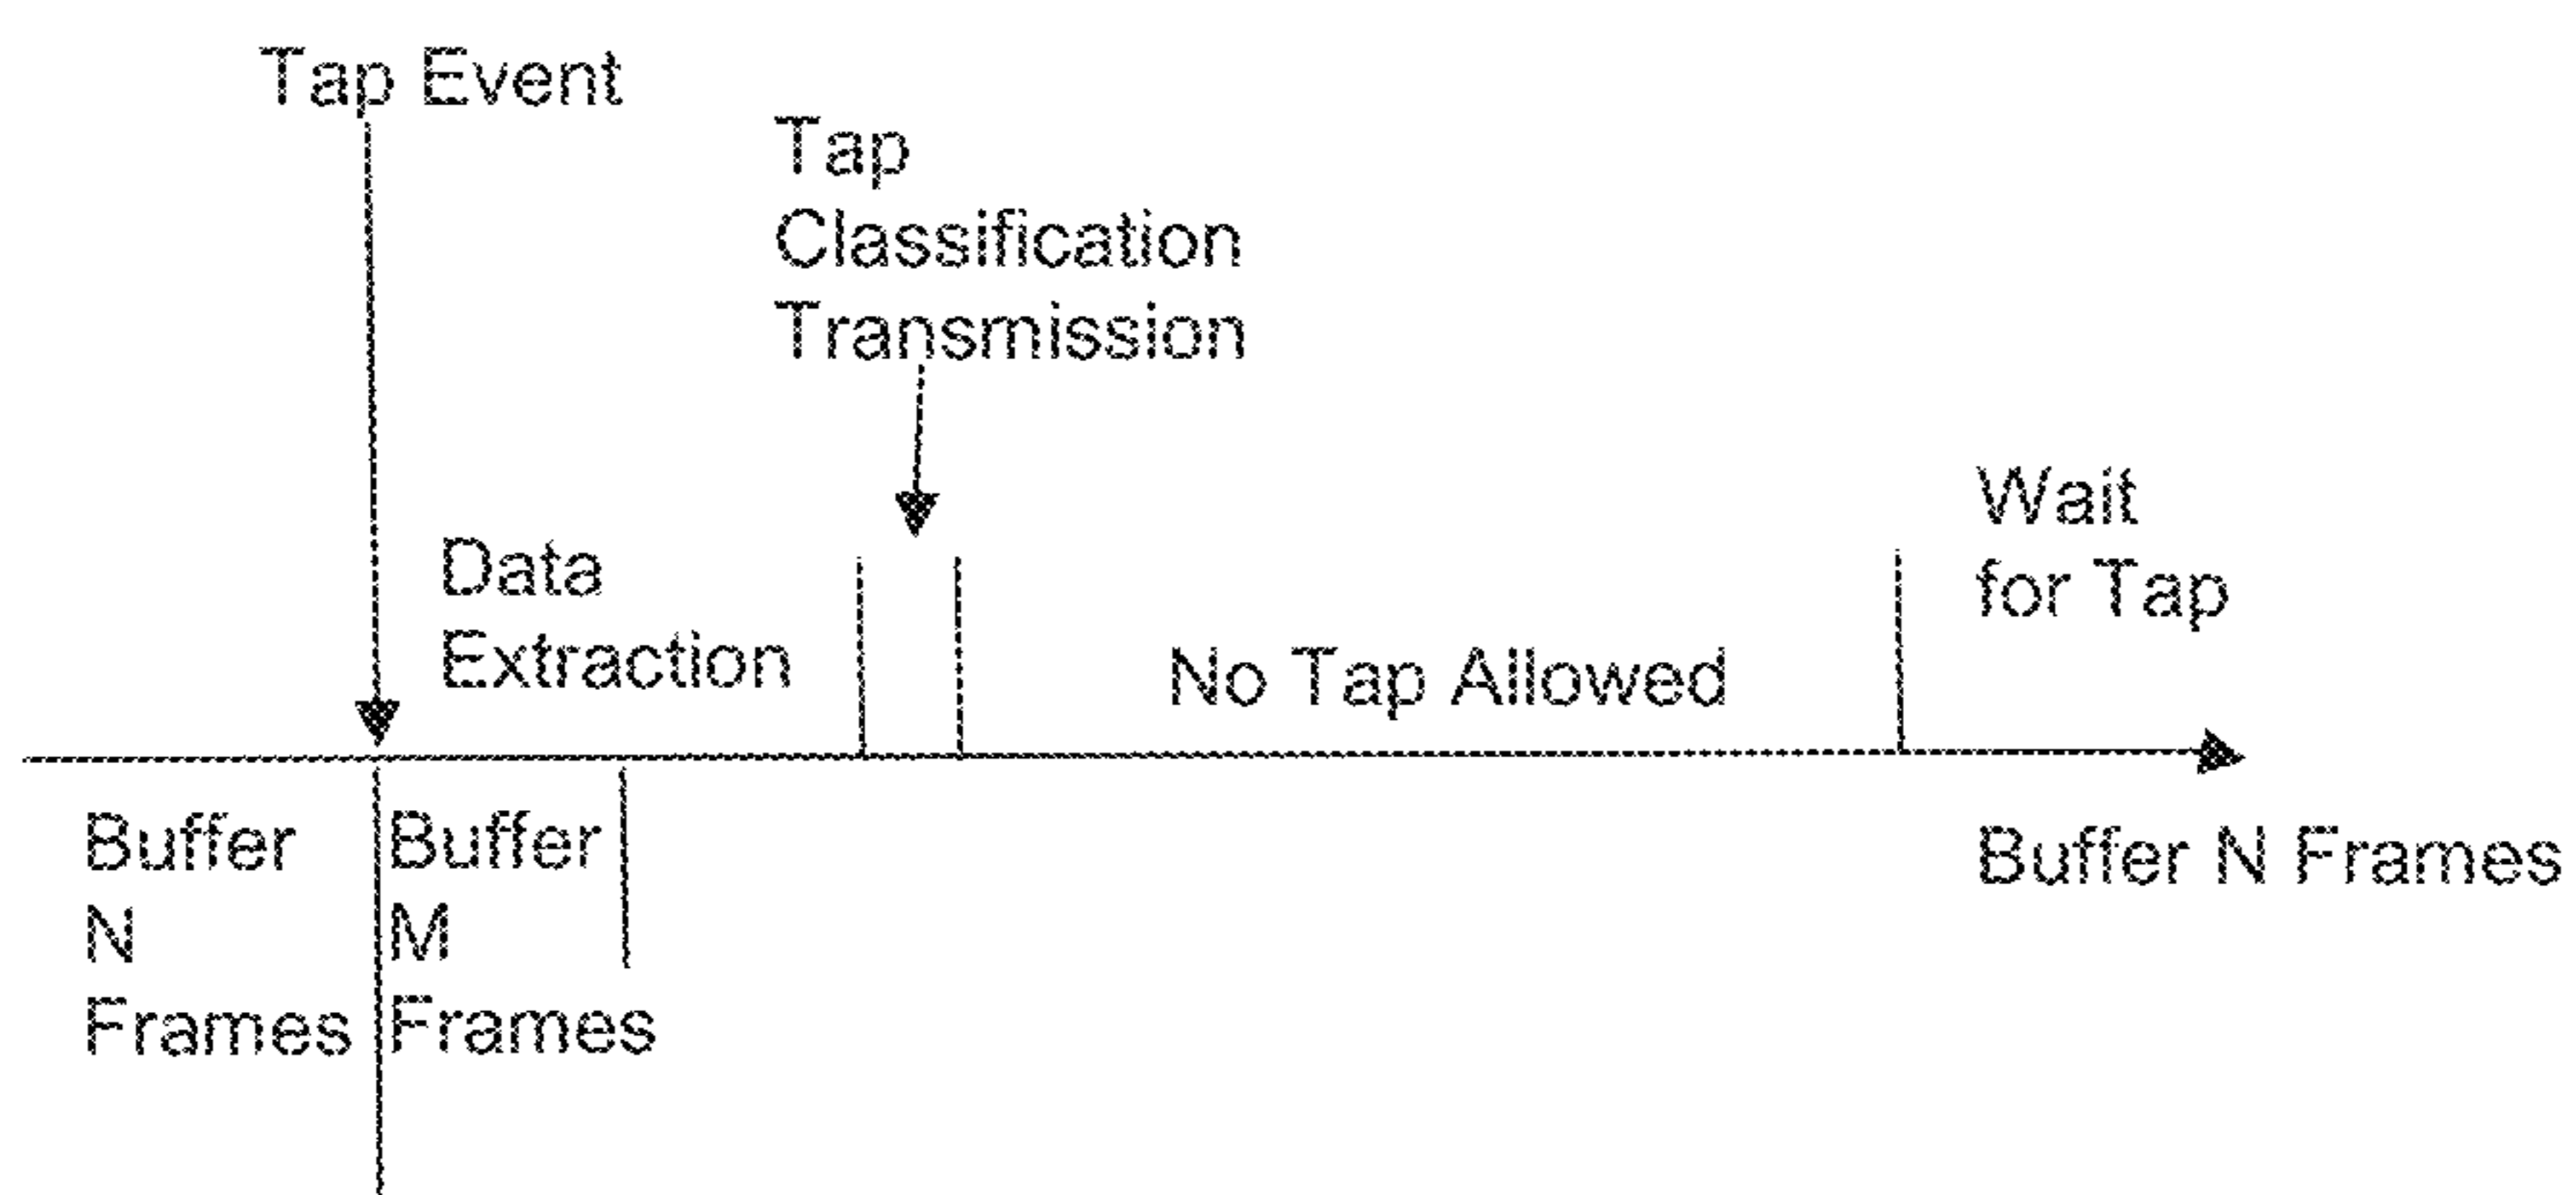 Tap Event
Tap
Classification
Transmission
Data
Extraction
No Tap Allowed
Wait
for Tap
Buffer
N
Frames
Buffer
M
Frames
Buffer N Frames